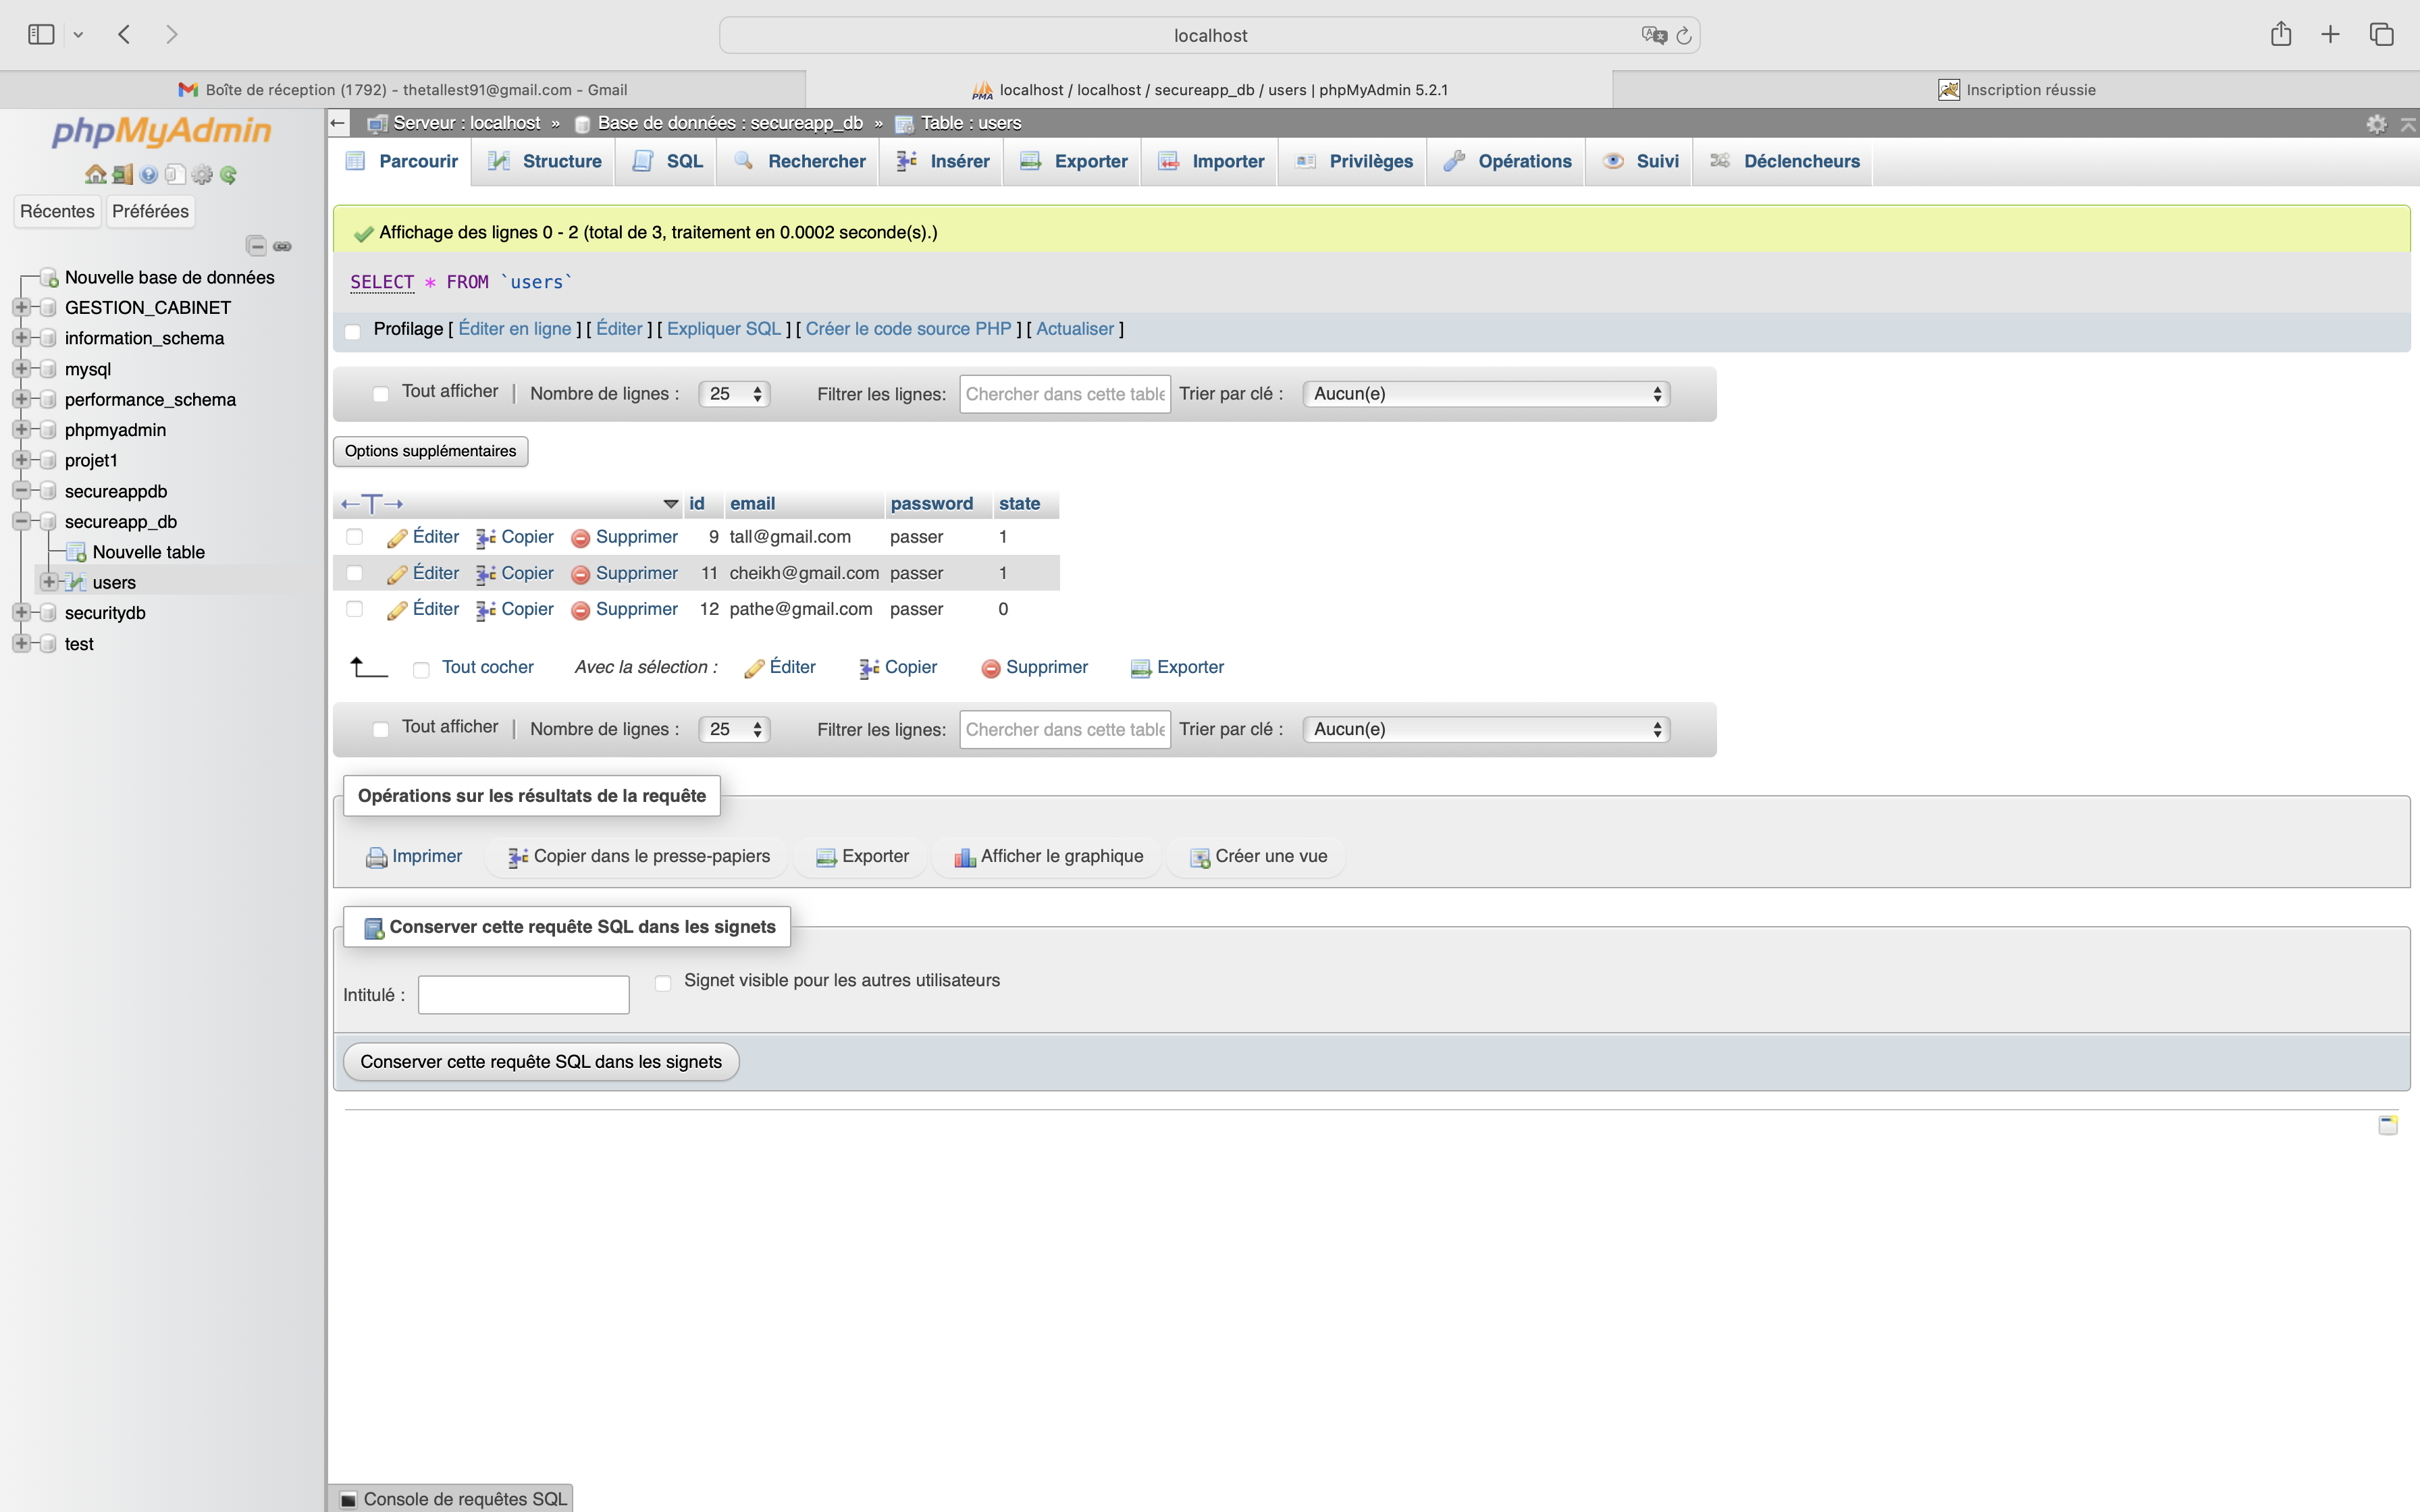 localhost
Boîte de réception (1792) - thetallest91@gmail.com - Gmail
localhost / localhost / secureapp_db / users | phpMyAdmin 5.2.1
Inscription réussie
phpMyAdmin
Serveur : localhost » Base de données : secureapp_db » Table : users
Parcourir Structure SQL Rechercher Insérer Exporter Importer Privilèges Opérations Suivi Déclencheurs
Récentes Préférées
Nouvelle base de données
GESTION_CABINET
information_schema
mysql
performance_schema
phpmyadmin
projet1
secureappdb
secureapp_db
Nouvelle table
users
securitydb
test
Affichage des lignes 0 - 2 (total de 3, traitement en 0.0002 seconde(s).)
SELECT * FROM `users`
Profilage [ Éditer en ligne ] [ Éditer ] [ Expliquer SQL ] [ Créer le code source PHP ] [ Actualiser ]
Tout afficher | Nombre de lignes : 25 Filtrer les lignes: Chercher dans cette table Trier par clé : Aucun(e)
Options supplémentaires
←T→ id email password state
Éditer Copier Supprimer 9 tall@gmail.com passer 1
Éditer Copier Supprimer 11 cheikh@gmail.com passer 1
Éditer Copier Supprimer 12 pathe@gmail.com passer 0
Tout cocher Avec la sélection : Éditer Copier Supprimer Exporter
Tout afficher | Nombre de lignes : 25 Filtrer les lignes: Chercher dans cette table Trier par clé : Aucun(e)
Opérations sur les résultats de la requête
Imprimer Copier dans le presse-papiers Exporter Afficher le graphique Créer une vue
Conserver cette requête SQL dans les signets
Intitulé : Signet visible pour les autres utilisateurs
Conserver cette requête SQL dans les signets
Console de requêtes SQL